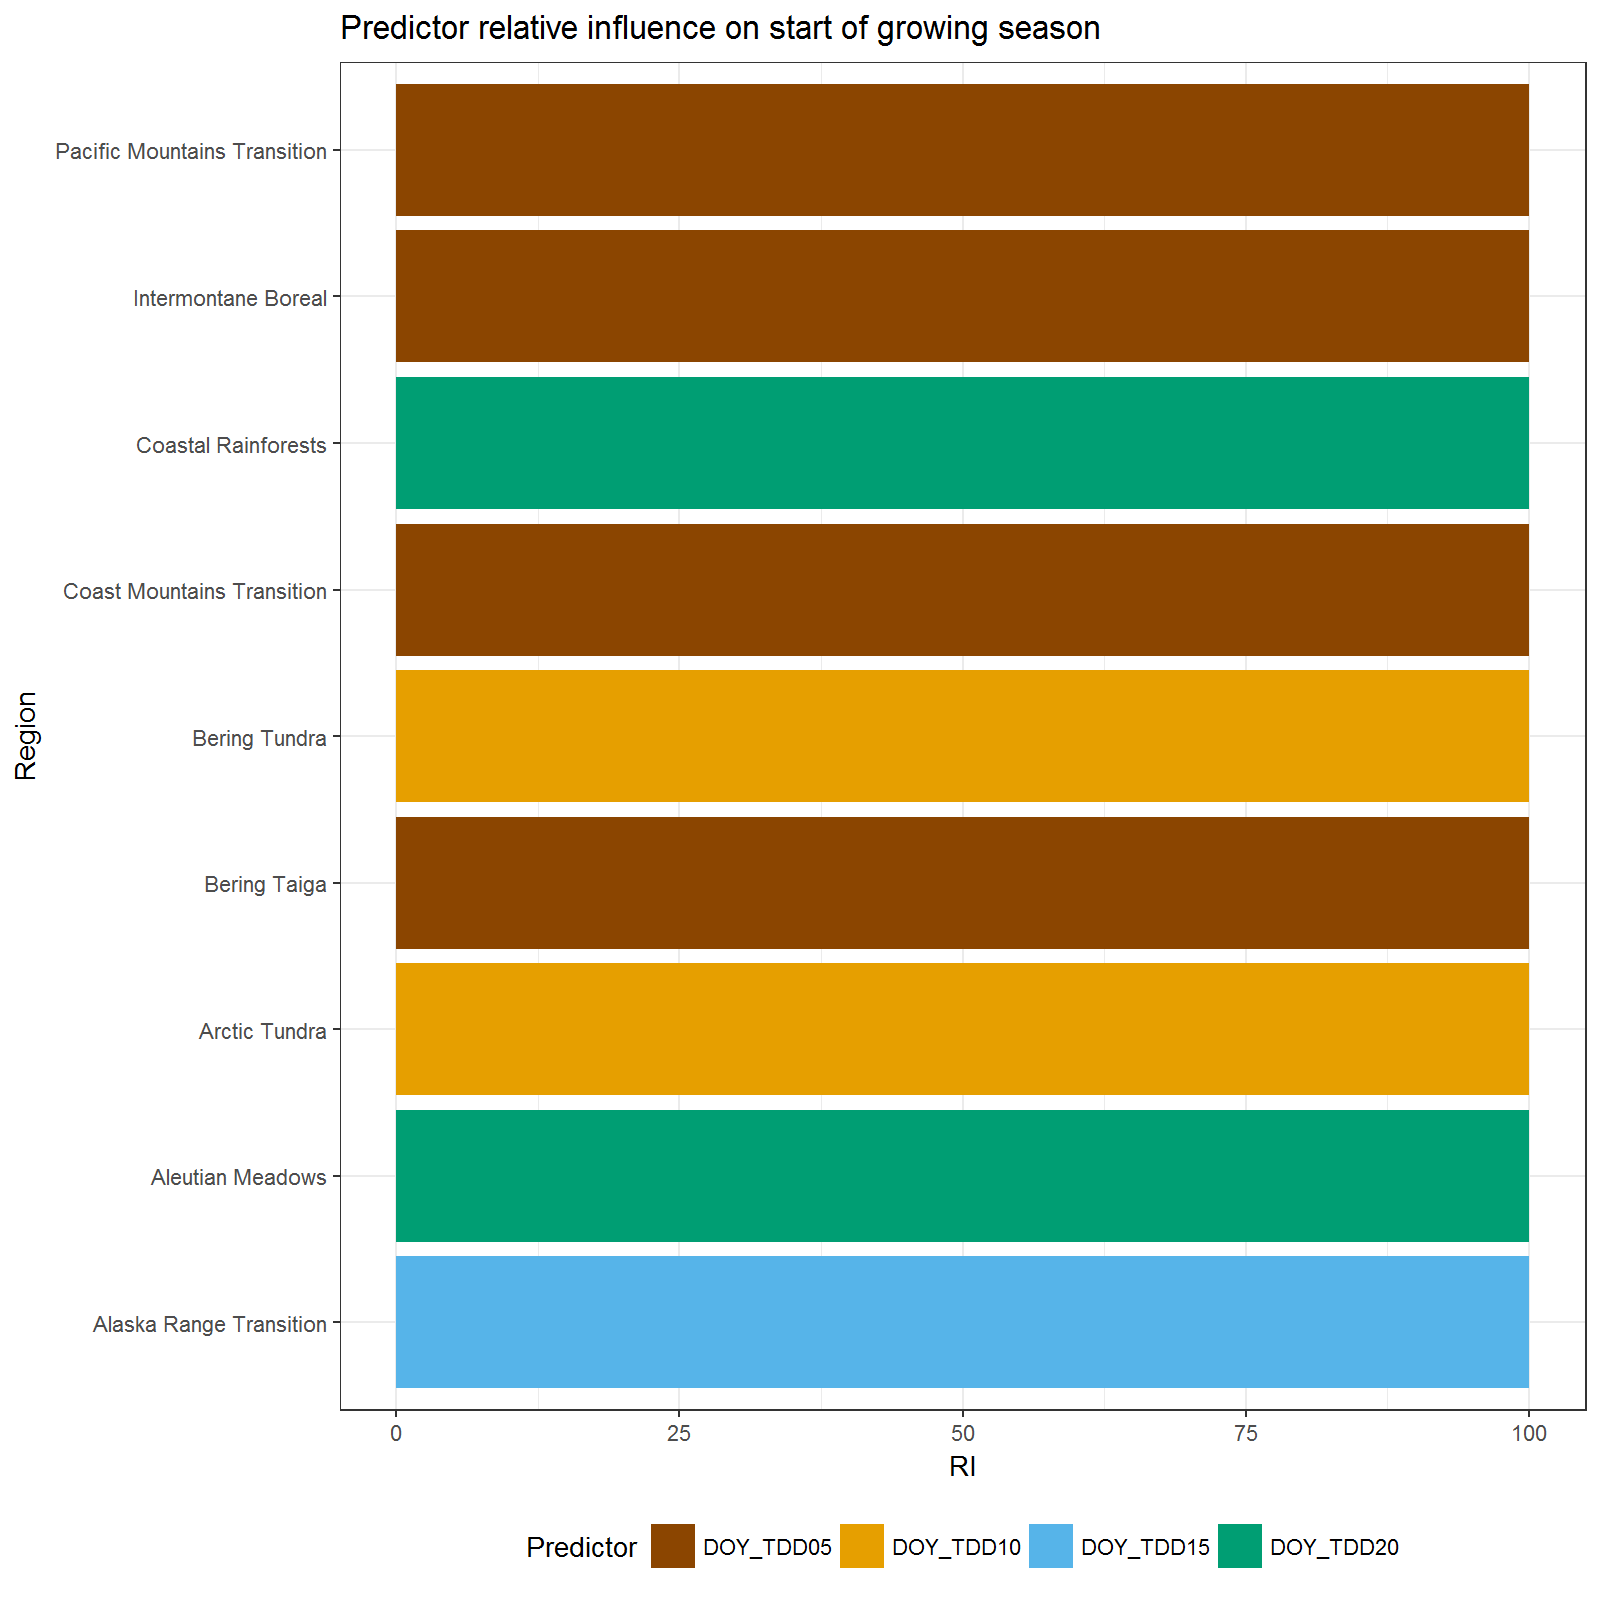 Predictor relative influence on start of growing season
Pacific Mountains Transition
Intermontane Boreal
Coastal Rainforests
Coast Mountains Transition
Bering Tundra
Bering Taiga
Arctic Tundra
Aleutian Meadows
Alaska Range Transition
Region
0 25 50 75 100
RI
Predictor DOY_TDD05 DOY_TDD10 DOY_TDD15 DOY_TDD20